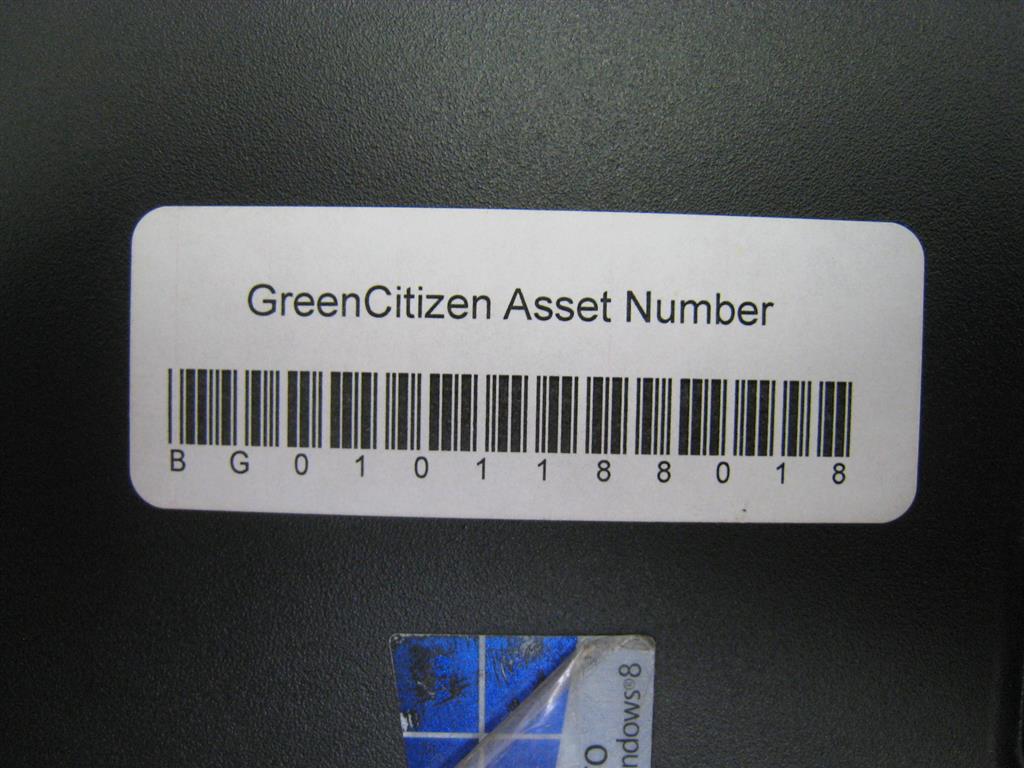 GreenCitizen Asset Number
BG0101188018
ndows®8